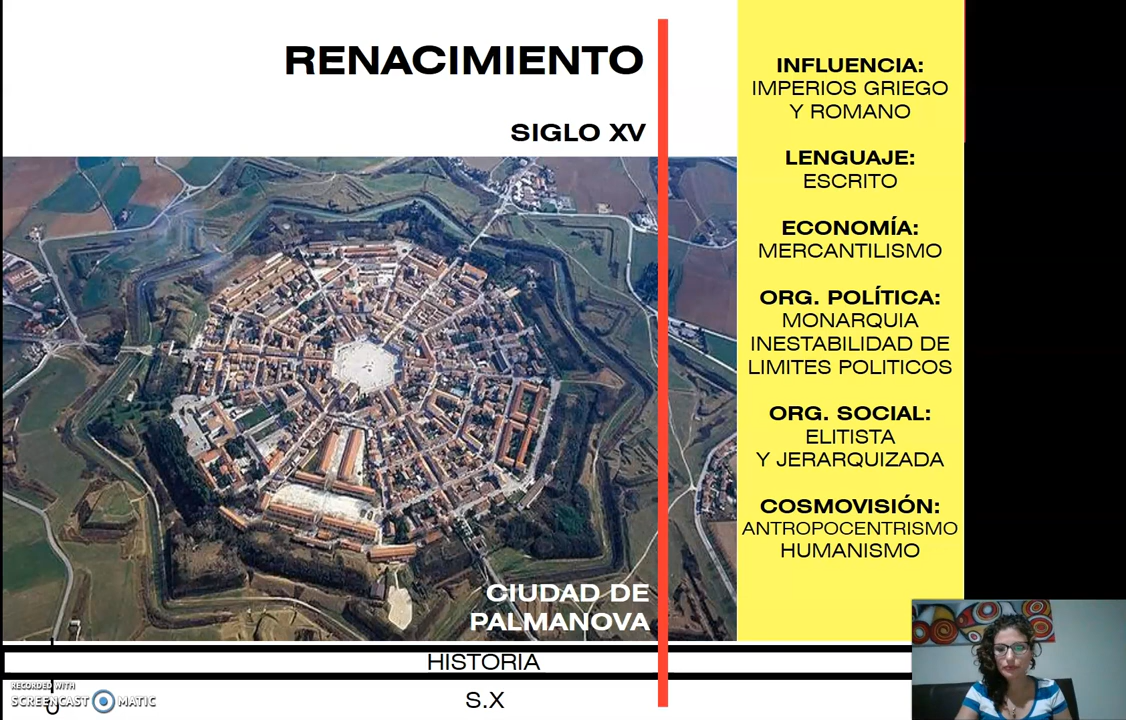 RENACIMIENTO
SIGLO XV
CIUDAD DE
PALMANOVA
INFLUENCIA:
IMPERIOS GRIEGO
Y ROMANO
LENGUAJE:
ESCRITO
ECONOMÍA:
MERCANTILISMO
ORG. POLÍTICA:
MONARQUIA
INESTABILIDAD DE
LIMITES POLITICOS
ORG. SOCIAL:
ELITISTA
Y JERARQUIZADA
COSMOVISIÓN:
ANTROPOCENTRISMO
HUMANISMO
HISTORIA
S.X
RECORDED WITH
SCREENCAST MATIC